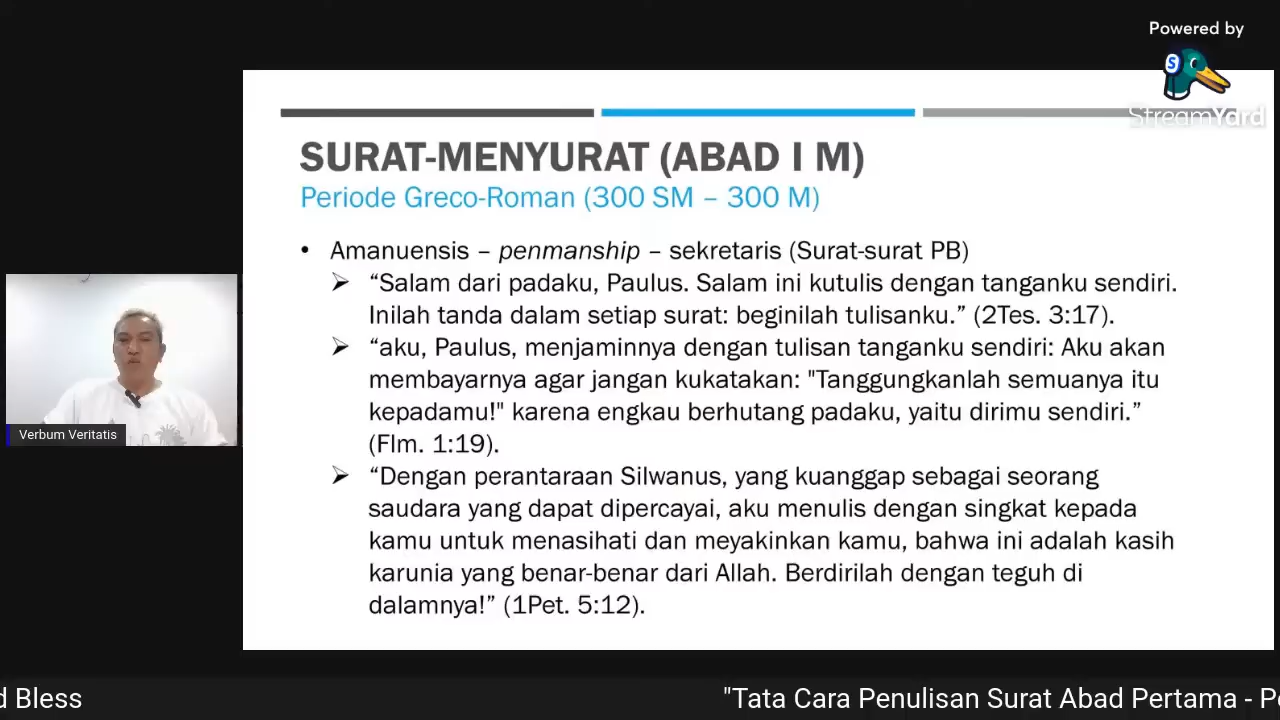 Powered by
StreamYard
SURAT-MENYURAT (ABAD I M)
Periode Greco-Roman (300 SM – 300 M)
• Amanuensis – penmanship – sekretaris (Surat-surat PB)
➢ “Salam dari padaku, Paulus. Salam ini kutulis dengan tanganku sendiri.
Inilah tanda dalam setiap surat: beginilah tulisanku.” (2Tes. 3:17).
➢ “aku, Paulus, menjaminnya dengan tulisan tanganku sendiri: Aku akan
membayarnya agar jangan kukatakan: "Tanggungkanlah semuanya itu
kepadamu!" karena engkau berhutang padaku, yaitu dirimu sendiri.”
(Flm. 1:19).
➢ “Dengan perantaraan Silwanus, yang kuanggap sebagai seorang
saudara yang dapat dipercayai, aku menulis dengan singkat kepada
kamu untuk menasihati dan meyakinkan kamu, bahwa ini adalah kasih
karunia yang benar-benar dari Allah. Berdirilah dengan teguh di
dalamnya!” (1Pet. 5:12).
Verbum Veritatis
d Bless
"Tata Cara Penulisan Surat Abad Pertama - Pe